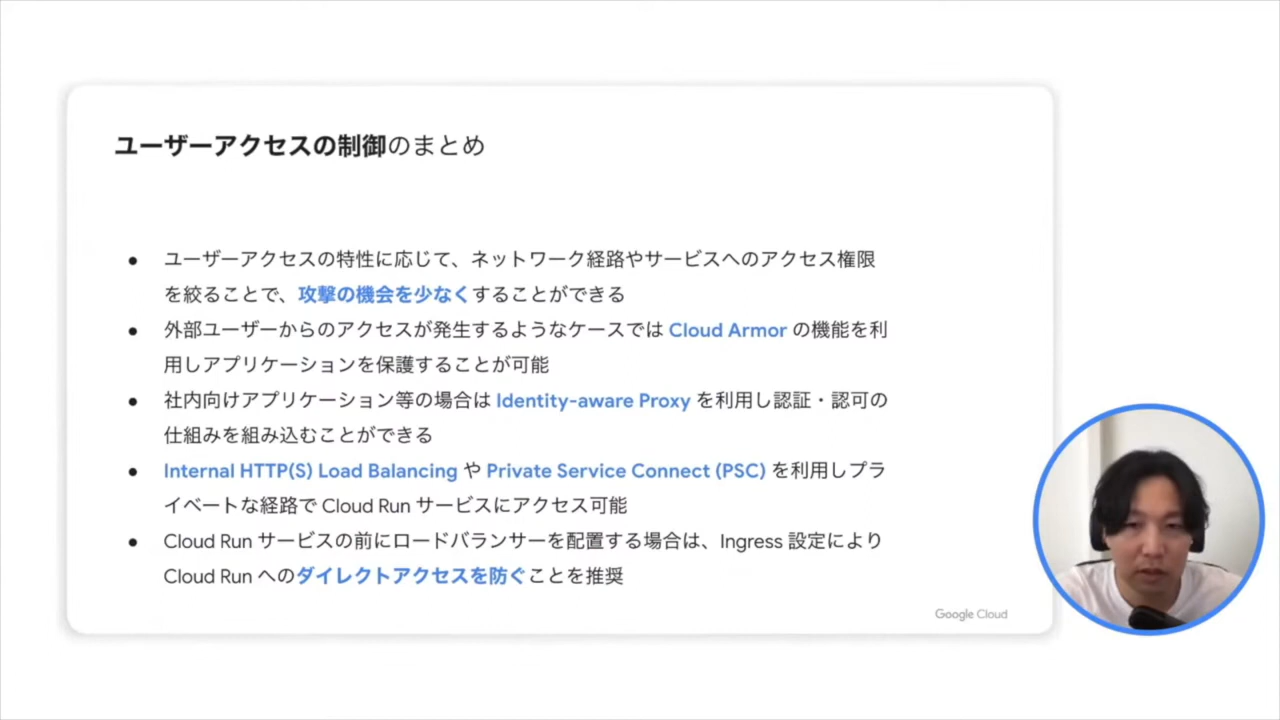 ユーザーアクセスの制御のまとめ
● ユーザーアクセスの特性に応じて、ネットワーク経路やサービスへのアクセス権限
を絞ることで、攻撃の機会を少なくすることができる
● 外部ユーザーからのアクセスが発生するようなケースでは Cloud Armor の機能を利
用しアプリケーションを保護することが可能
● 社内向けアプリケーション等の場合は Identity-aware Proxy を利用し認証・認可の
仕組みを組み込むことができる
● Internal HTTP(S) Load Balancing や Private Service Connect (PSC) を利用しプラ
イベートな経路で Cloud Run サービスにアクセス可能
● Cloud Run サービスの前にロードバランサーを配置する場合は、Ingress 設定により
Cloud Run へのダイレクトアクセスを防ぐことを推奨
Google Cloud